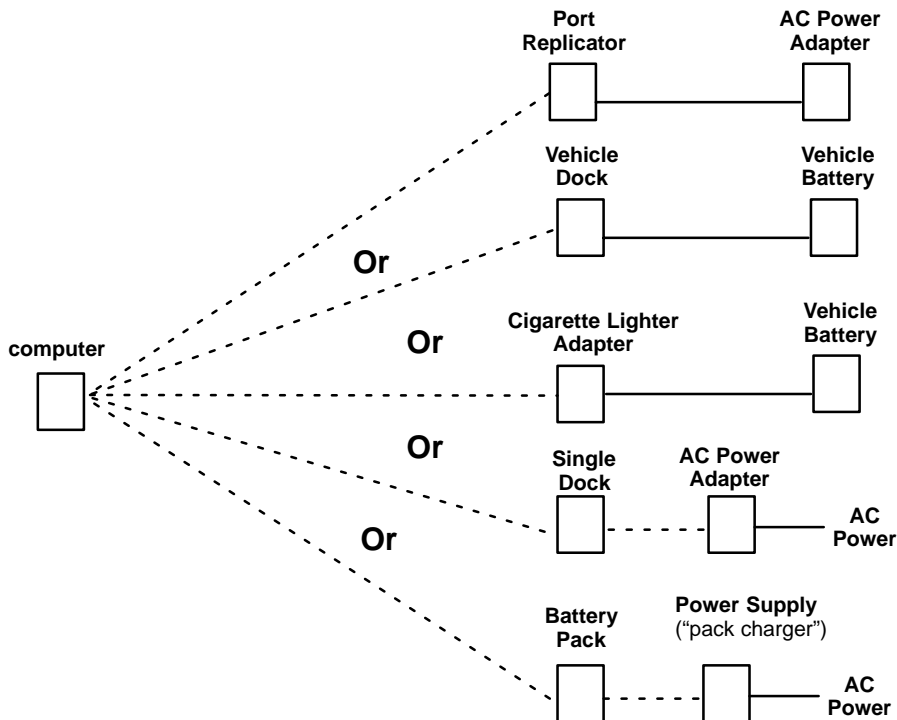 Port
Replicator
AC Power
Adapter
Vehicle
Dock
Vehicle
Battery
Or
Cigarette Lighter
Adapter
Vehicle
Battery
Or
computer
Or
Single
Dock
AC Power
Adapter
AC
Power
Or
Battery
Pack
Power Supply
(“pack charger”)
AC
Power